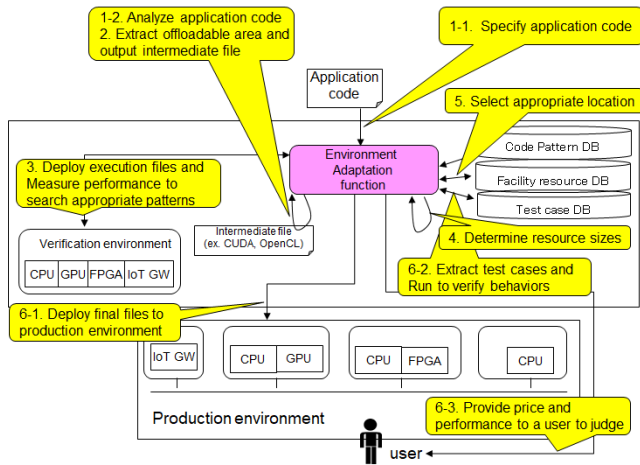 1-2. Analyze application code
2. Extract offloadable area and
output intermediate file
1-1. Specify application code
Application
code
5. Select appropriate location
Environment
Adaptation
function
Code Pattern DB
Facility resource DB
Test case DB
3. Deploy execution files and
Measure performance to
search appropriate patterns
Verification environment
CPU GPU FPGA IoT GW
Intermediate file
(ex. CUDA, OpenCL)
4. Determine resource sizes
6-2. Extract test cases and
Run to verify behaviors
6-1. Deploy final files to
production environment
IoT GW
CPU GPU
CPU FPGA
CPU
Production environment
6-3. Provide price and
performance to a user to judge
user